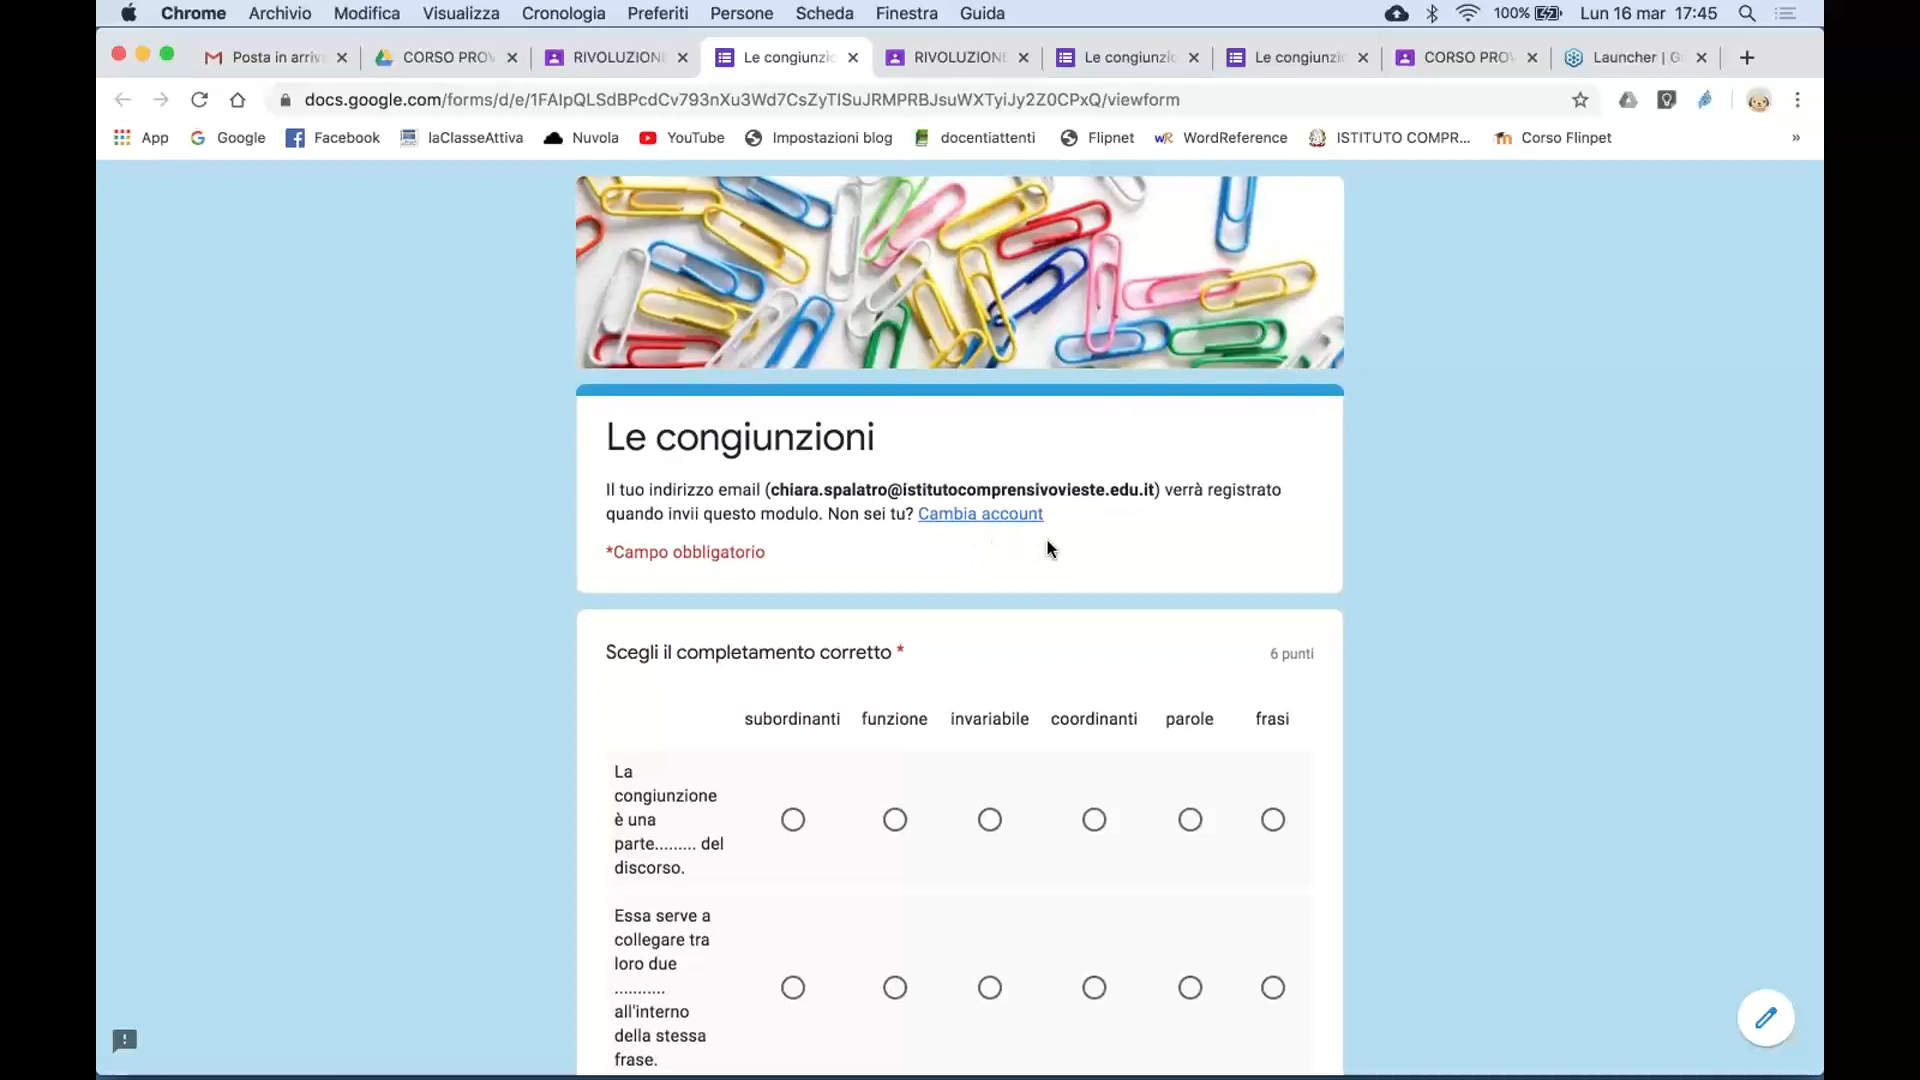 Chrome Archivio Modifica Visualizza Cronologia Preferiti Persone Scheda Finestra Guida 100% Lun 16 mar 17:45
Posta in arriv CORSO PROV RIVOLUZION Le congiunzio RIVOLUZIONE Le congiunzio Le congiunzio CORSO PROV Launcher | G
docs.google.com/forms/d/e/1FAIpQLSdBPcdCv793nXu3Wd7CsZyTISuJRMPRBJsuWXTyiJy2Z0CPxQ/viewform
App Google Facebook laClasseAttiva Nuvola YouTube Impostazioni blog docentiattenti Flipnet WordReference ISTITUTO COMPR... Corso Flinpet »
Le congiunzioni
Il tuo indirizzo email (chiara.spalatro@istitutocomprensivovieste.edu.it) verrà registrato
quando invii questo modulo. Non sei tu? Cambia account
*Campo obbligatorio
Scegli il completamento corretto * 6 punti
subordinanti funzione invariabile coordinanti parole frasi
La
congiunzione
è una
parte......... del
discorso.
Essa serve a
collegare tra
loro due
...........
all'interno
della stessa
frase.